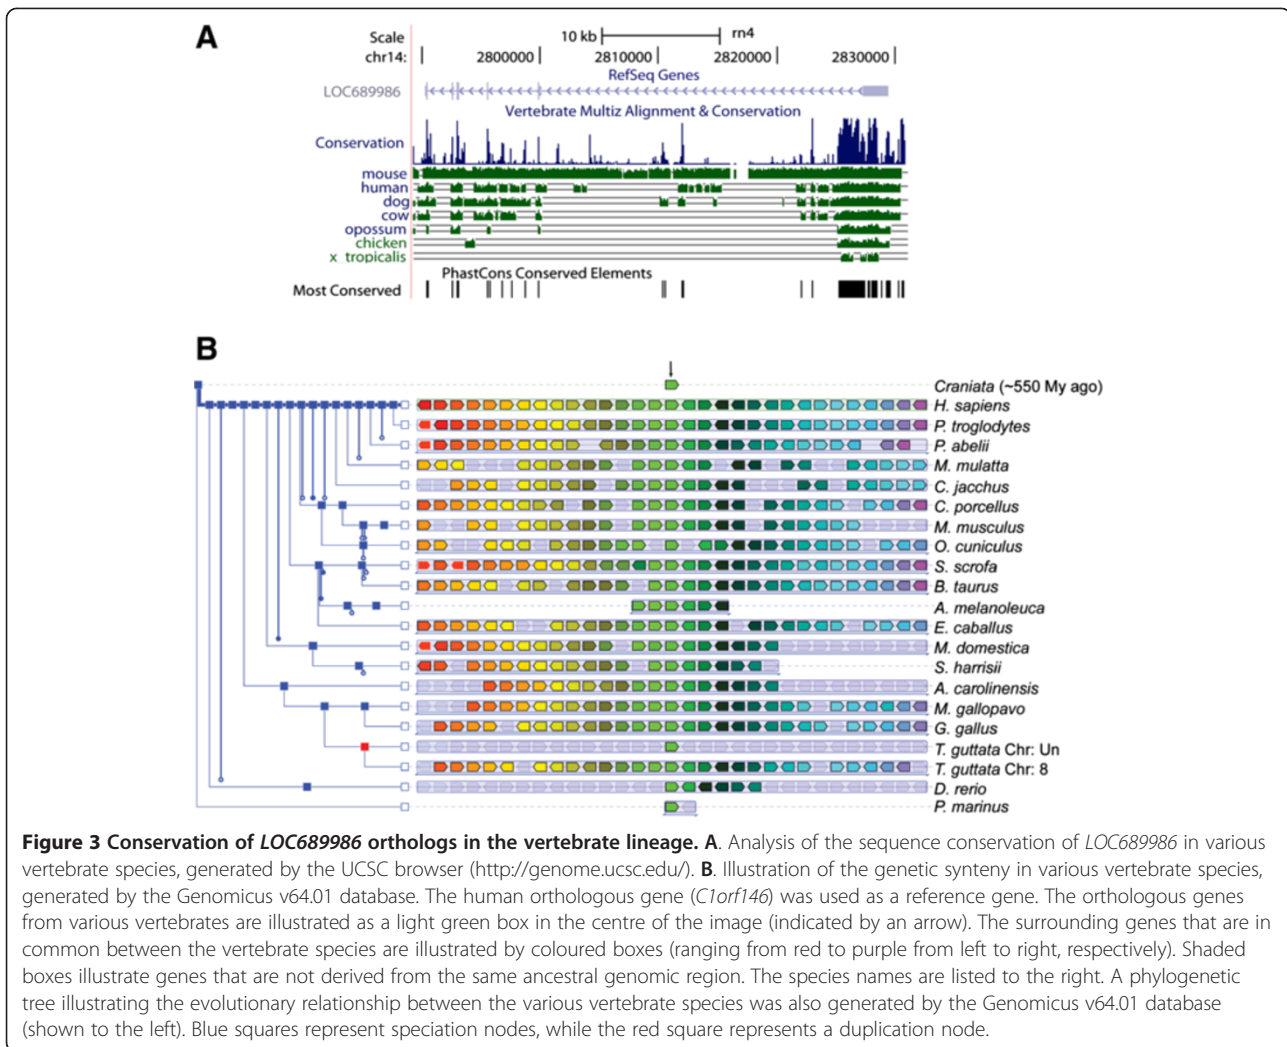 A
Scale 10 kb rn4
chr14: 2800000 2810000 2820000 2830000
RefSeq Genes
LOC689986
Vertebrate Multiz Alignment & Conservation
Conservation
mouse
human
dog
cow
opossum
chicken
x_tropicalis
PhastCons Conserved Elements
Most Conserved
B
Craniata (~550 My ago)
H. sapiens
P. troglodytes
P. abelii
M. mulatta
C. jacchus
C. porcellus
M. musculus
O. cuniculus
S. scrofa
B. taurus
A. melanoleuca
E. caballus
M. domestica
S. harrisii
A. carolinensis
M. gallopavo
G. gallus
T. guttata Chr: Un
T. guttata Chr: 8
D. rerio
P. marinus
Figure 3 Conservation of LOC689986 orthologs in the vertebrate lineage. A. Analysis of the sequence conservation of LOC689986 in various
vertebrate species, generated by the UCSC browser (http://genome.ucsc.edu/). B. Illustration of the genetic synteny in various vertebrate species,
generated by the Genomicus v64.01 database. The human orthologous gene (C1orf146) was used as a reference gene. The orthologous genes
from various vertebrates are illustrated as a light green box in the centre of the image (indicated by an arrow). The surrounding genes that are in
common between the vertebrate species are illustrated by coloured boxes (ranging from red to purple from left to right, respectively). Shaded
boxes illustrate genes that are not derived from the same ancestral genomic region. The species names are listed to the right. A phylogenetic
tree illustrating the evolutionary relationship between the various vertebrate species was also generated by the Genomicus v64.01 database
(shown to the left). Blue squares represent speciation nodes, while the red square represents a duplication node.